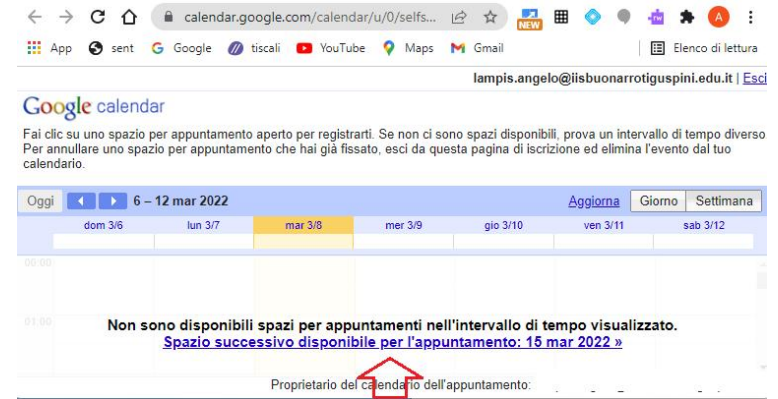 calendar.google.com/calendar/u/0/selfs...
NEW
rw
A
App sent Google tiscali YouTube Maps Gmail Elenco di lettura
lampis.angelo@iisbuonarrotiguspini.edu.it | Esci
Google calendar
Fai clic su uno spazio per appuntamento aperto per registrarti. Se non ci sono spazi disponibili, prova un intervallo di tempo diverso
Per annullare uno spazio per appuntamento che hai già fissato, esci da questa pagina di iscrizione ed elimina l'evento dal tuo
calendario.
Oggi 6 – 12 mar 2022 Aggiorna Giorno Settimana
dom 3/6 lun 3/7 mar 3/8 mer 3/9 gio 3/10 ven 3/11 sab 3/12
00:00
01:00
Non sono disponibili spazi per appuntamenti nell'intervallo di tempo visualizzato.
Spazio successivo disponibile per l'appuntamento: 15 mar 2022 »
Proprietario del calendario dell'appuntamento: